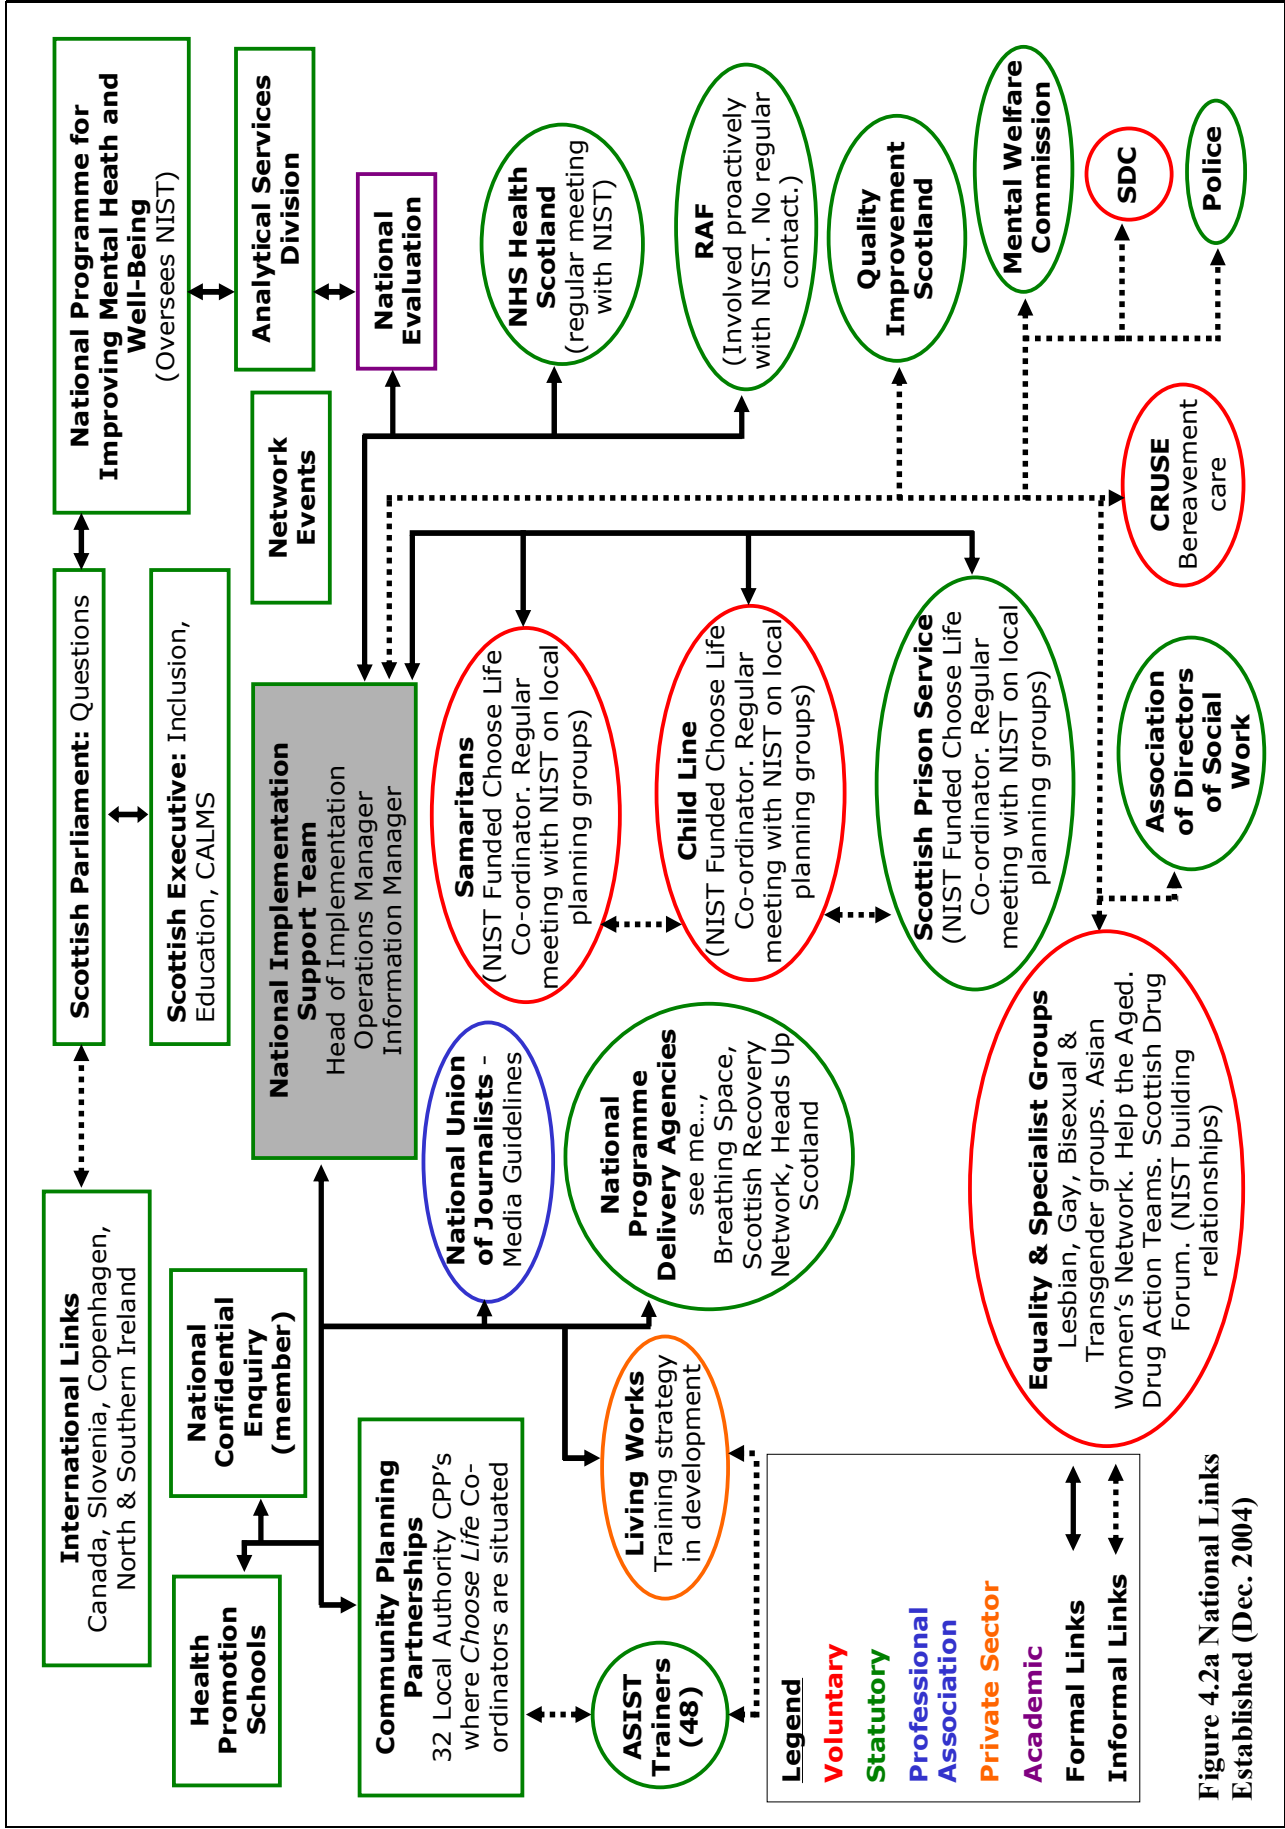 International Links
Canada, Slovenia, Copenhagen,
North & Southern Ireland
Scottish Parliament: Questions
National Programme for
Improving Mental Heath and
Well-Being
(Oversees NIST)
Scottish Executive: Inclusion,
Education, CALMS
Analytical Services
Division
Health
Promotion
Schools
National
Confidential
Enquiry
(member)
National Implementation
Support Team
Head of Implementation
Operations Manager
Information Manager
Network
Events
National
Evaluation
Community Planning
Partnerships
32 Local Authority CPP’s
where Choose Life Co-
ordinators are situated
National Union
of Journalists -
Media Guidelines
Samaritans
(NIST Funded Choose Life
Co-ordinator. Regular
meeting with NIST on local
planning groups)
NHS Health
Scotland
(regular meeting
with NIST)
ASIST
Trainers
(48)
Living Works
Training strategy
in development
National
Programme
Delivery Agencies
see me…,
Breathing Space,
Scottish Recovery
Network, Heads Up
Scotland
Child Line
(NIST Funded Choose Life
Co-ordinator. Regular
meeting with NIST on local
planning groups)
RAF
(Involved proactively
with NIST. No regular
contact.)
Scottish Prison Service
(NIST Funded Choose Life
Co-ordinator. Regular
meeting with NIST on local
planning groups)
Quality
Improvement
Scotland
Mental Welfare
Commission
SDC
Police
CRUSE
Bereavement
care
Association
of Directors
of Social
Work
Equality & Specialist Groups
Lesbian, Gay, Bisexual &
Transgender groups. Asian
Women’s Network. Help the Aged.
Drug Action Teams. Scottish Drug
Forum. (NIST building
relationships)
Legend
Voluntary
Statutory
Professional
Association
Private Sector
Academic
Formal Links
Informal Links
Figure 4.2a National Links
Established (Dec. 2004)